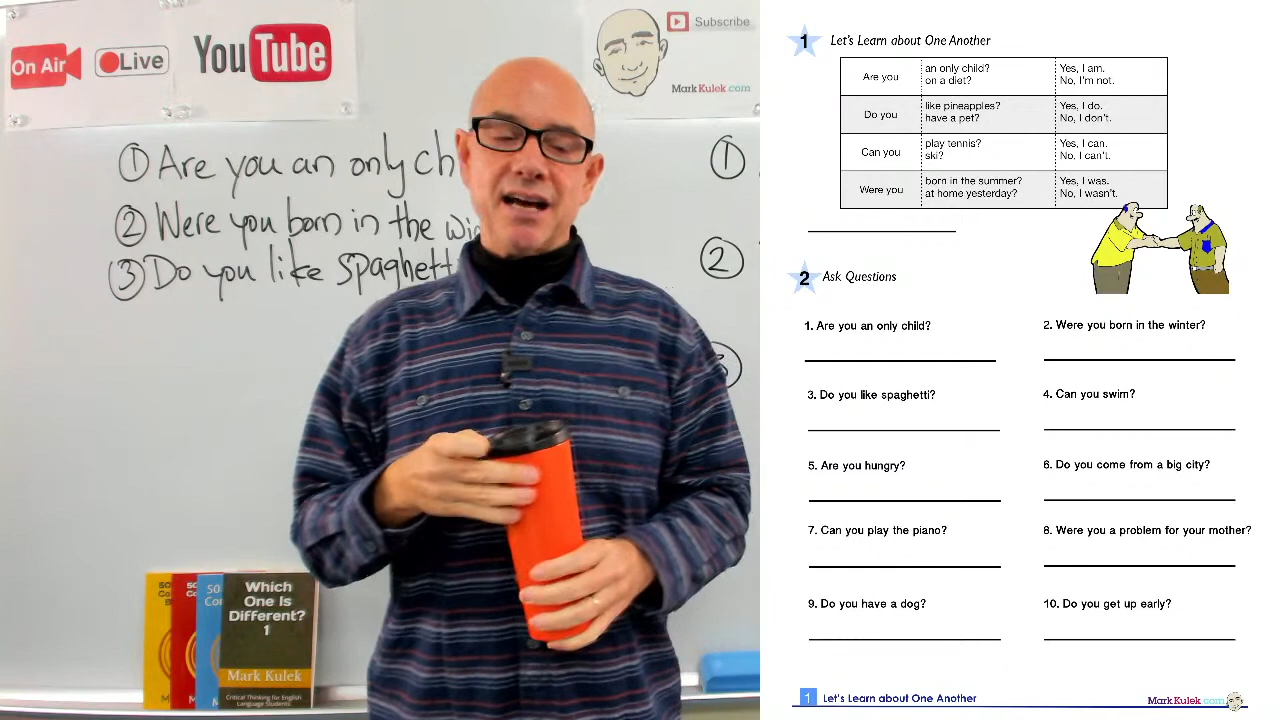 On Air
Live
YouTube
Subscribe
MarkKulek.com
① Are you an only ch
② Were you born in the wi
③ Do you like spaghett
①
②
Which
One Is
Different?
1
Mark Kulek
Critical Thinking for English
Language Students
1 Let's Learn about One Another
Are you an only child? Yes, I am.
on a diet? No, I'm not.
Do you like pineapples? Yes, I do.
have a pet? No, I don't.
Can you play tennis? Yes, I can.
ski? No, I can't.
Were you born in the summer? Yes, I was.
at home yesterday? No, I wasn't.
2 Ask Questions
1. Are you an only child? 2. Were you born in the winter?
3. Do you like spaghetti? 4. Can you swim?
5. Are you hungry? 6. Do you come from a big city?
7. Can you play the piano? 8. Were you a problem for your mother?
9. Do you have a dog? 10. Do you get up early?
1 Let's Learn about One Another MarkKulek.com